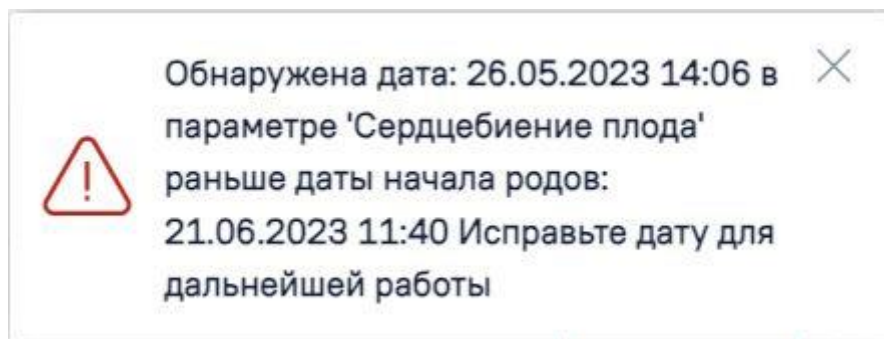 Обнаружена дата: 26.05.2023 14:06 в
параметре 'Сердцебиение плода'
раньше даты начала родов:
21.06.2023 11:40 Исправьте дату для
дальнейшей работы